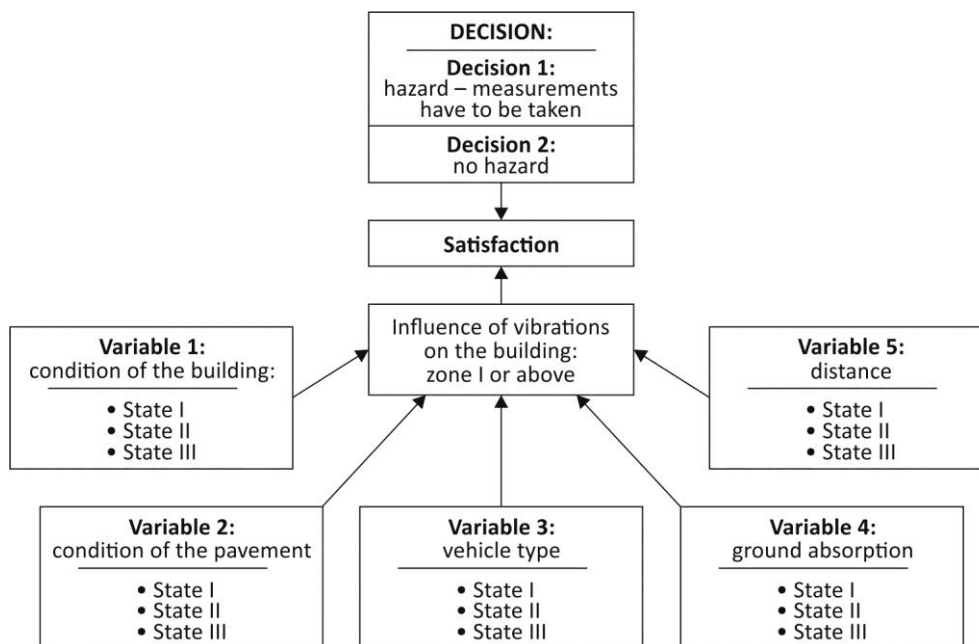 DECISION:
Decision 1:
hazard – measurements
have to be taken
Decision 2:
no hazard
Satisfaction
Influence of vibrations
on the building:
zone I or above
Variable 1:
condition of the building:
• State I
• State II
• State III
Variable 5:
distance
• State I
• State II
• State III
Variable 2:
condition of the pavement
• State I
• State II
• State III
Variable 3:
vehicle type
• State I
• State II
• State III
Variable 4:
ground absorption
• State I
• State II
• State III